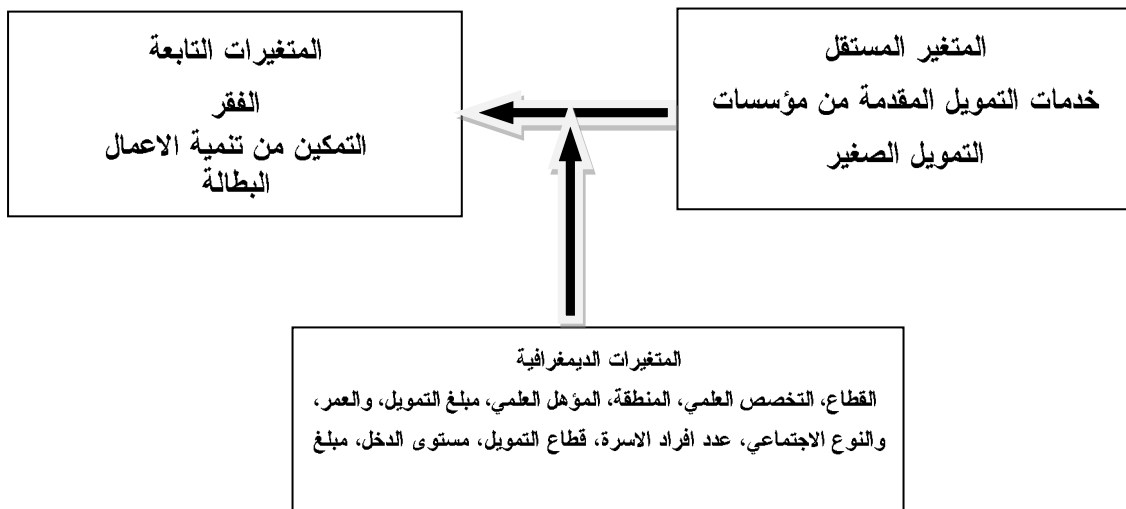 المتغير المستقل
خدمات التمويل المقدمة من مؤسسات
التمويل الصغير
المتغيرات التابعة
الفقر
التمكين من تنمية الاعمال
البطالة
المتغيرات الديمغرافية
القطاع، التخصص العلمي، المنطقة، المؤهل العلمي، مبلغ التمويل، والعمر،
والنوع الاجتماعي، عدد افراد الاسرة، قطاع التمويل، مستوى الدخل، مبلغ